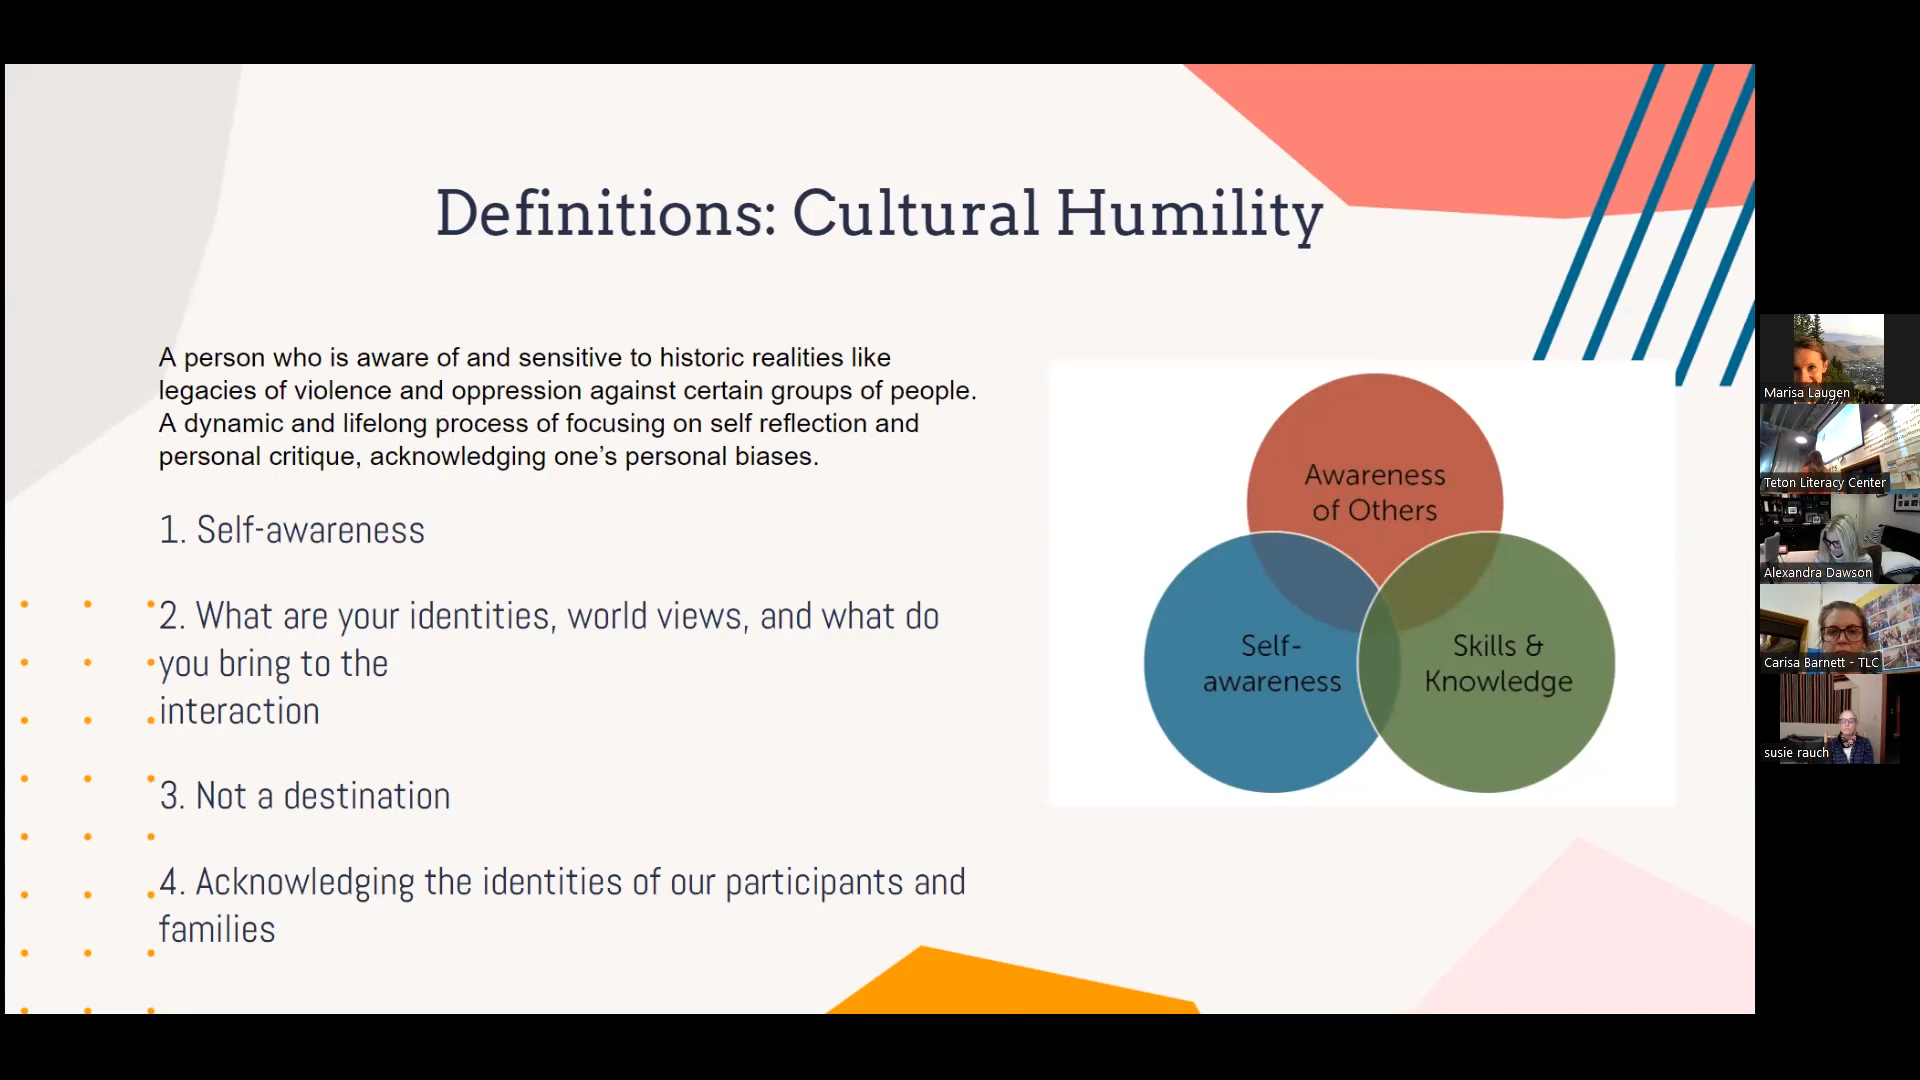 Definitions: Cultural Humility
A person who is aware of and sensitive to historic realities like
legacies of violence and oppression against certain groups of people.
A dynamic and lifelong process of focusing on self reflection and
personal critique, acknowledging one’s personal biases.
1. Self-awareness
2. What are your identities, world views, and what do
you bring to the
interaction
3. Not a destination
4. Acknowledging the identities of our participants and
families
Awareness
of Others
Self-
awareness
Skills &
Knowledge
Marisa Laugen
Teton Literacy Center
Alexandra Dawson
Carisa Barnett - TLC
susie rauch